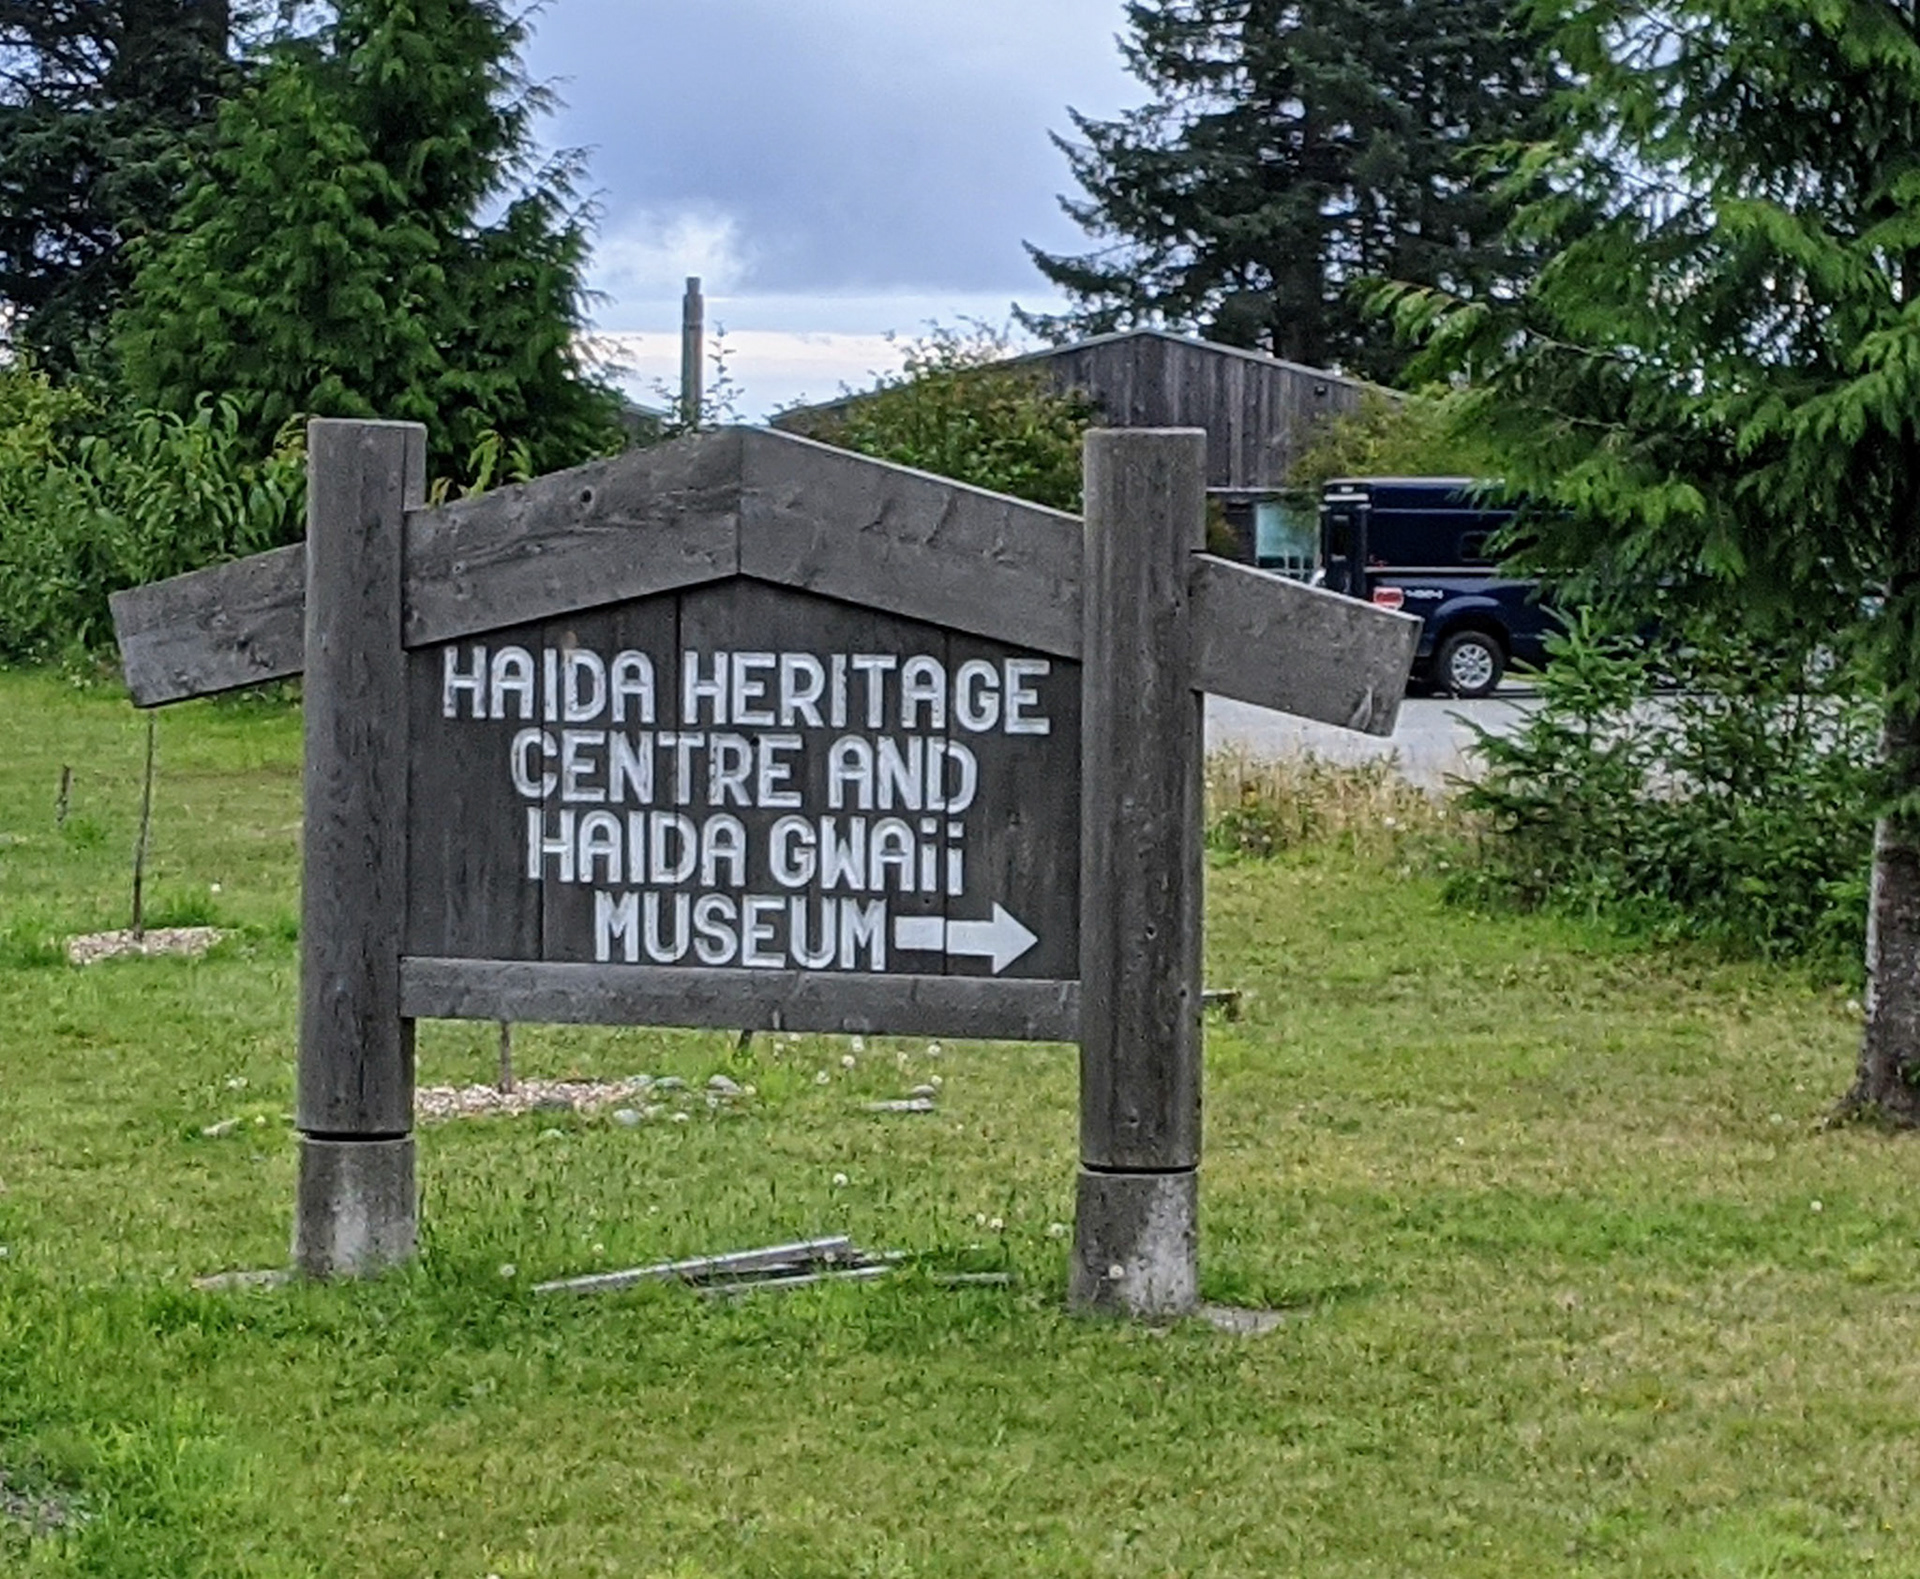 HAIDA HERITAGE
CENTRE AND
HAIDA GWAii
MUSEUM